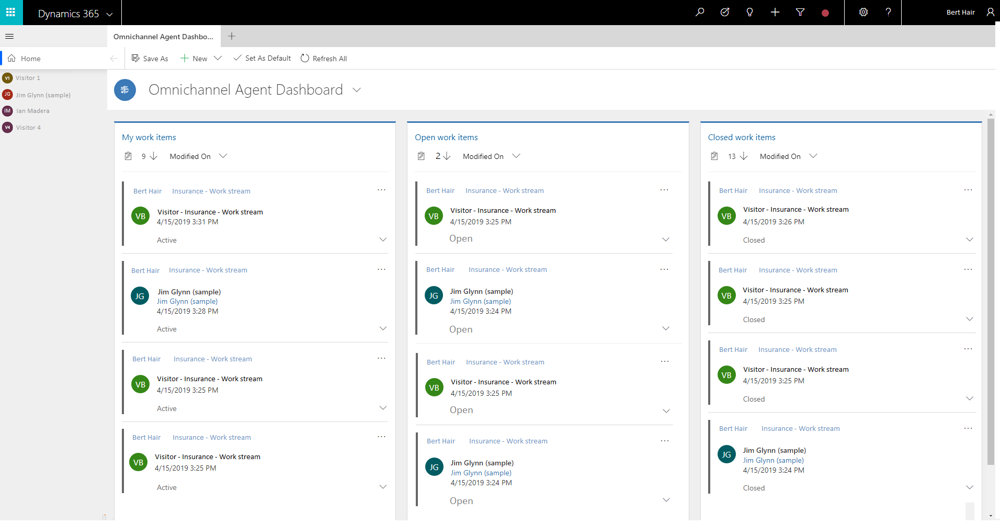 Dynamics 365
Bert Hair
Omnichannel Agent Dashbo...
Home
Save As
New
Set As Default
Refresh All
V1 Visitor 1
JG Jim Glynn (sample)
IM Ian Madera
V4 Visitor 4
Omnichannel Agent Dashboard
My work items
9 Modified On
Bert Hair Insurance - Work stream
VB Visitor - Insurance - Work stream
4/15/2019 3:31 PM
Active
Bert Hair Insurance - Work stream
JG Jim Glynn (sample)
Jim Glynn (sample)
4/15/2019 3:28 PM
Active
Bert Hair Insurance - Work stream
VB Visitor - Insurance - Work stream
4/15/2019 3:25 PM
Active
Bert Hair Insurance - Work stream
VB Visitor - Insurance - Work stream
4/15/2019 3:25 PM
Active
Open work items
2 Modified On
Bert Hair Insurance - Work stream
VB Visitor - Insurance - Work stream
4/15/2019 3:25 PM
Open
Bert Hair Insurance - Work stream
JG Jim Glynn (sample)
Jim Glynn (sample)
4/15/2019 3:24 PM
Open
Bert Hair Insurance - Work stream
VB Visitor - Insurance - Work stream
4/15/2019 3:25 PM
Open
Bert Hair Insurance - Work stream
JG Jim Glynn (sample)
Jim Glynn (sample)
4/15/2019 3:24 PM
Open
Closed work items
13 Modified On
Bert Hair Insurance - Work stream
VB Visitor - Insurance - Work stream
4/15/2019 3:26 PM
Closed
Bert Hair Insurance - Work stream
VB Visitor - Insurance - Work stream
4/15/2019 3:25 PM
Closed
Bert Hair Insurance - Work stream
VB Visitor - Insurance - Work stream
4/15/2019 3:25 PM
Closed
Bert Hair Insurance - Work stream
JG Jim Glynn (sample)
Jim Glynn (sample)
4/15/2019 3:24 PM
Closed